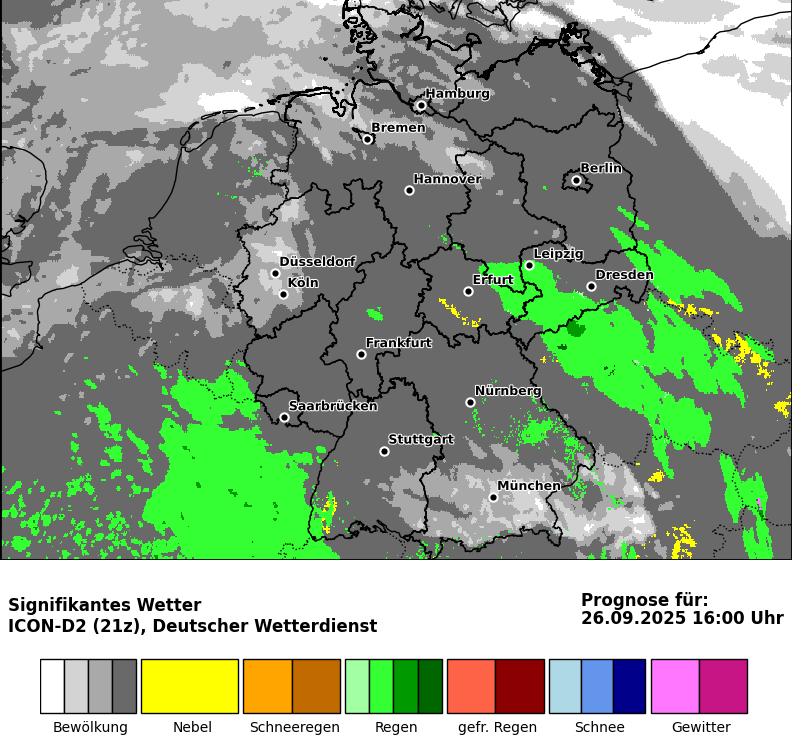 Hamburg
Bremen
Berlin
Hannover
Leipzig
Düsseldorf
Dresden
Köln
Erfurt
Frankfurt
Nürnberg
Saarbrücken
Stuttgart
München
Signifikantes Wetter
ICON-D2 (21z), Deutscher Wetterdienst
Prognose für:
26.09.2025 16:00 Uhr
Bewölkung Nebel Schneeregen Regen gefr. Regen Schnee Gewitter